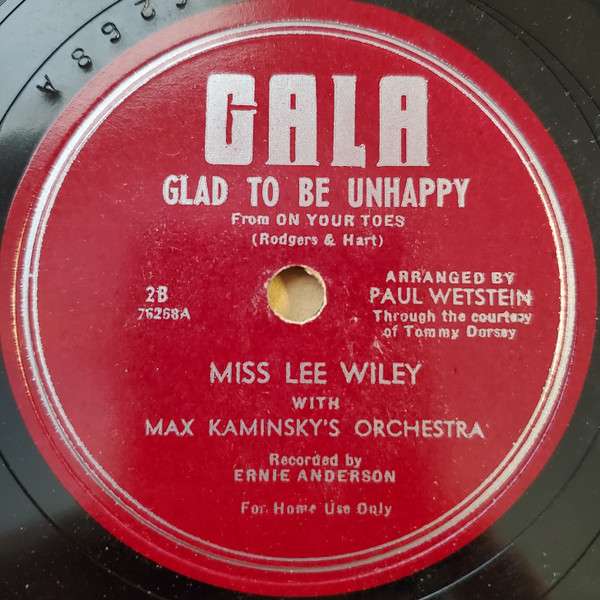 76268A
GALA
GLAD TO BE UNHAPPY
From ON YOUR TOES
(Rodgers & Hart)
2B
76268A
ARRANGED BY
PAUL WETSTEIN
Through the courtesy
of Tommy Dorsey
MISS LEE WILEY
WITH
MAX KAMINSKY'S ORCHESTRA
Recorded by
ERNIE ANDERSON
For Home Use Only